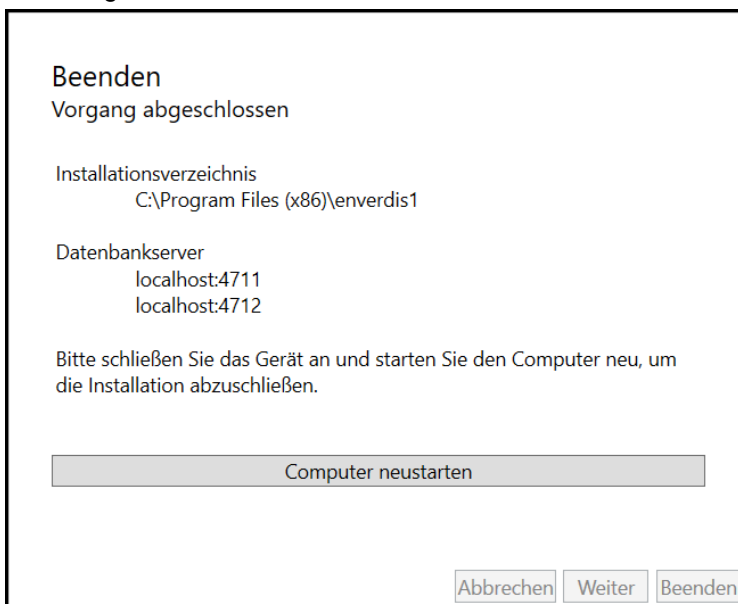 Beenden
Vorgang abgeschlossen
Installationsverzeichnis
C:\Program Files (x86)\enverdis1
Datenbankserver
localhost:4711
localhost:4712
Bitte schließen Sie das Gerät an und starten Sie den Computer neu, um
die Installation abzuschließen.
Computer neustarten
Abbrechen Weiter Beenden